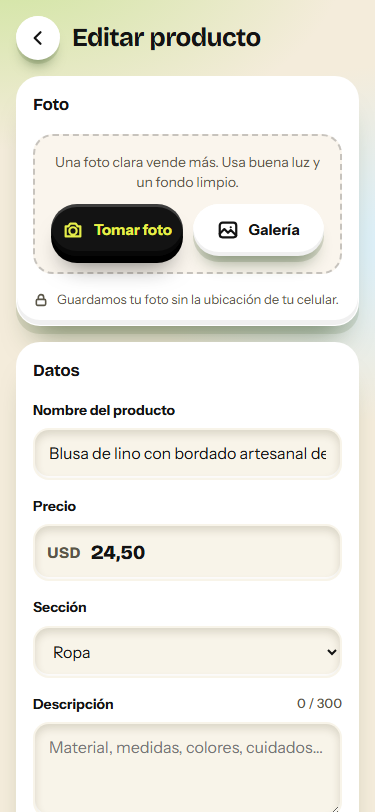 Editar producto
Foto
Una foto clara vende más. Usa buena luz y
un fondo limpio.
Tomar foto
Galería
Guardamos tu foto sin la ubicación de tu celular.
Datos
Nombre del producto
Blusa de lino con bordado artesanal de
Precio
USD 24,50
Sección
Ropa
Descripción 0 / 300
Material, medidas, colores, cuidados...